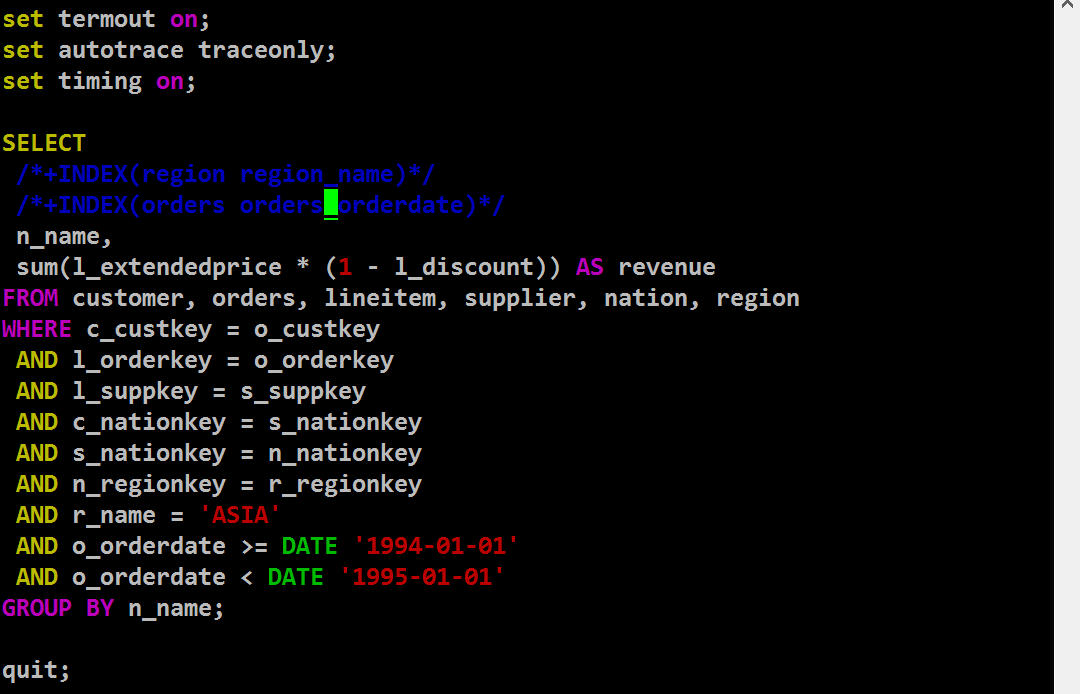 set termout on;
set autotrace traceonly;
set timing on;
SELECT
/*+INDEX(region region_name)*/
/*+INDEX(orders orders_orderdate)*/
n_name,
sum(l_extendedprice * (1 - l_discount)) AS revenue
FROM customer, orders, lineitem, supplier, nation, region
WHERE c_custkey = o_custkey
AND l_orderkey = o_orderkey
AND l_suppkey = s_suppkey
AND c_nationkey = s_nationkey
AND s_nationkey = n_nationkey
AND n_regionkey = r_regionkey
AND r_name = 'ASIA'
AND o_orderdate >= DATE '1994-01-01'
AND o_orderdate < DATE '1995-01-01'
GROUP BY n_name;
quit;